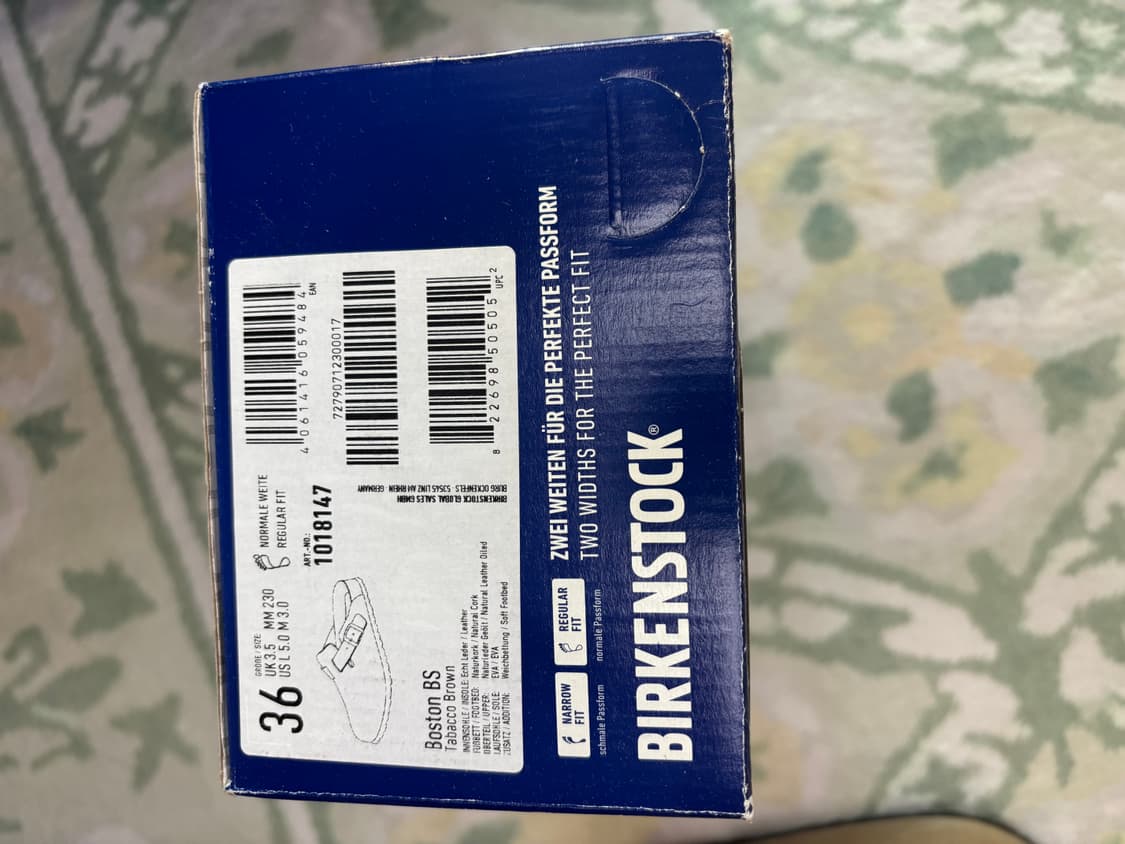 36
GRÖßE / SIZE:
UK 3.5 MM 230
US L 5.0 M 3.0
NORMALE WEITE
REGULAR FIT
ART.-NO.:
1018147
4 061416 059484
EAN
72790712300017
8 22698 50505 2
UPC
BIRKENSTOCK GLOBAL SALES GMBH
BURG OCKENFELS · 53545 LINZ AM RHEIN · GERMANY
Boston BS
Tabacco Brown
INNENSOHLE / INSOLE: Echt Leder / Leather
FUßBETT / FOOTBED: Naturkork / Natural Cork
OBERTEIL / UPPER: Naturleder Geölt / Natural Leather Oiled
LAUFSOHLE / SOLE: EVA / EVA
ZUSATZ / ADDITION: Weichbettung / Soft Footbed
NARROW
FIT
schmale Passform
REGULAR
FIT
normale Passform
ZWEI WEITEN FÜR DIE PERFEKTE PASSFORM
TWO WIDTHS FOR THE PERFECT FIT
BIRKENSTOCK®